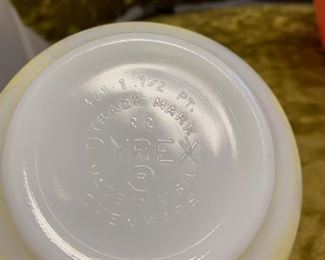 401 - 1 1/2 PT.
TRADE MARK
PYREX
®
MADE IN U.S.A.
OVENWARE